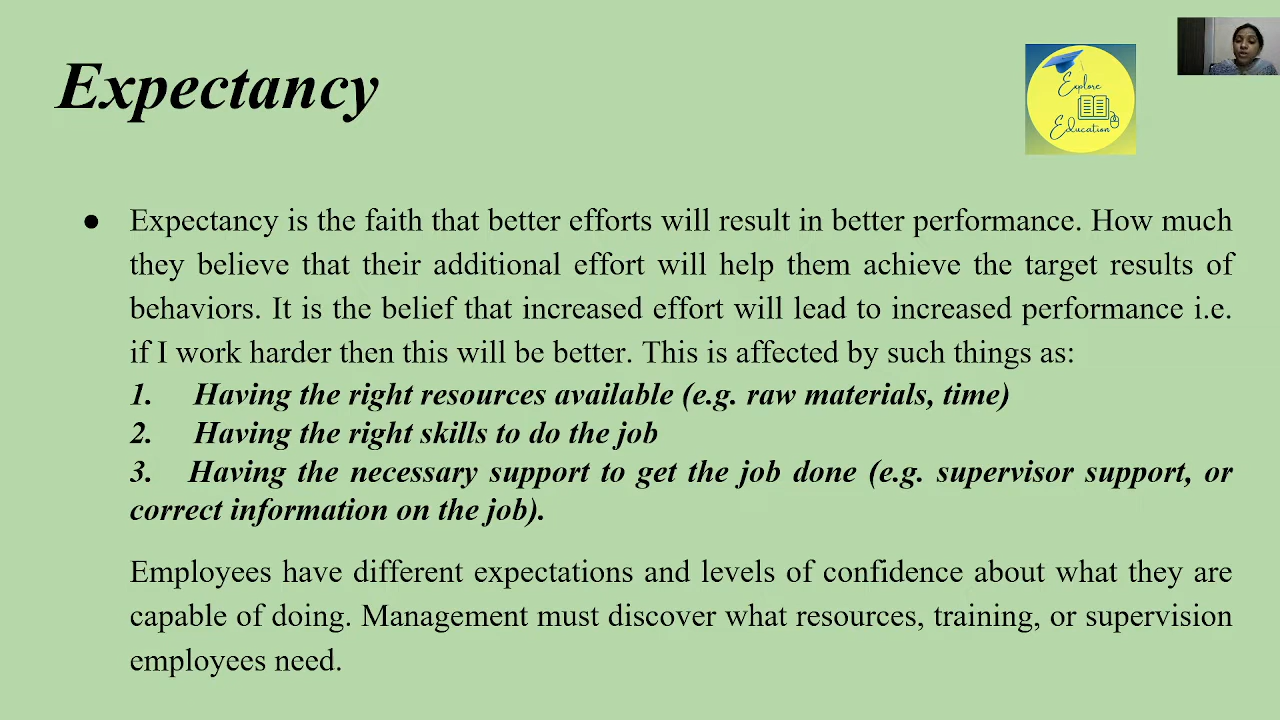 Expectancy
Explore
Education
● Expectancy is the faith that better efforts will result in better performance. How much
they believe that their additional effort will help them achieve the target results of
behaviors. It is the belief that increased effort will lead to increased performance i.e.
if I work harder then this will be better. This is affected by such things as:
1. Having the right resources available (e.g. raw materials, time)
2. Having the right skills to do the job
3. Having the necessary support to get the job done (e.g. supervisor support, or
correct information on the job).
Employees have different expectations and levels of confidence about what they are
capable of doing. Management must discover what resources, training, or supervision
employees need.